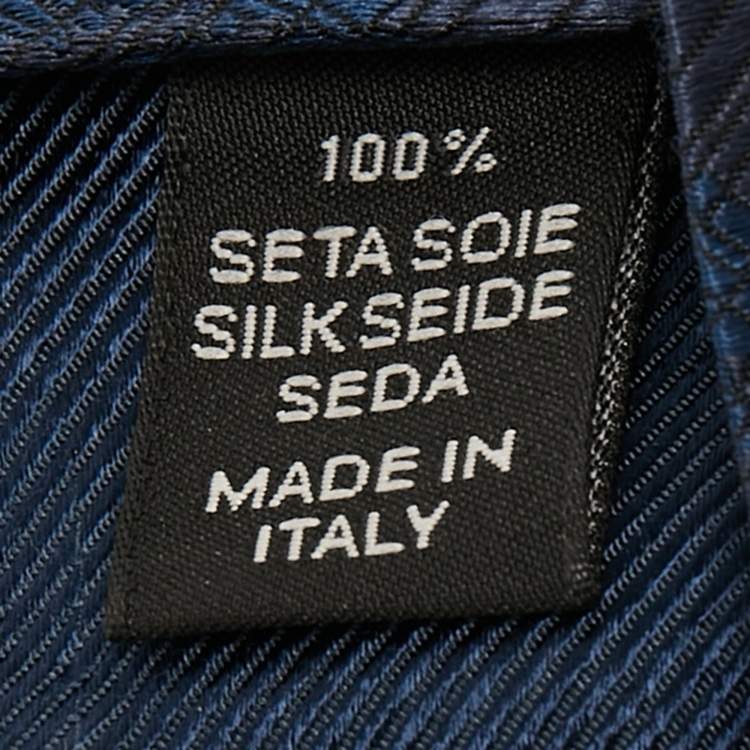 100%
SETA SOIE
SILK SEIDE
SEDA
MADE IN
ITALY